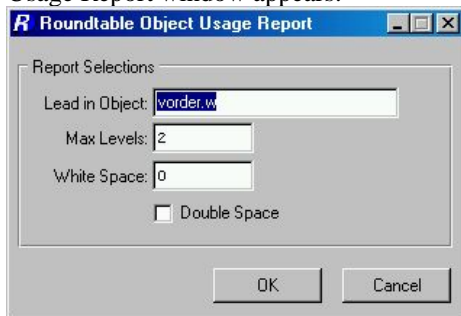 Usage Report window appears.
R Roundtable Object Usage Report
Report Selections
Lead in Object: vorder.w
Max Levels: 2
White Space: 0
Double Space
OK Cancel